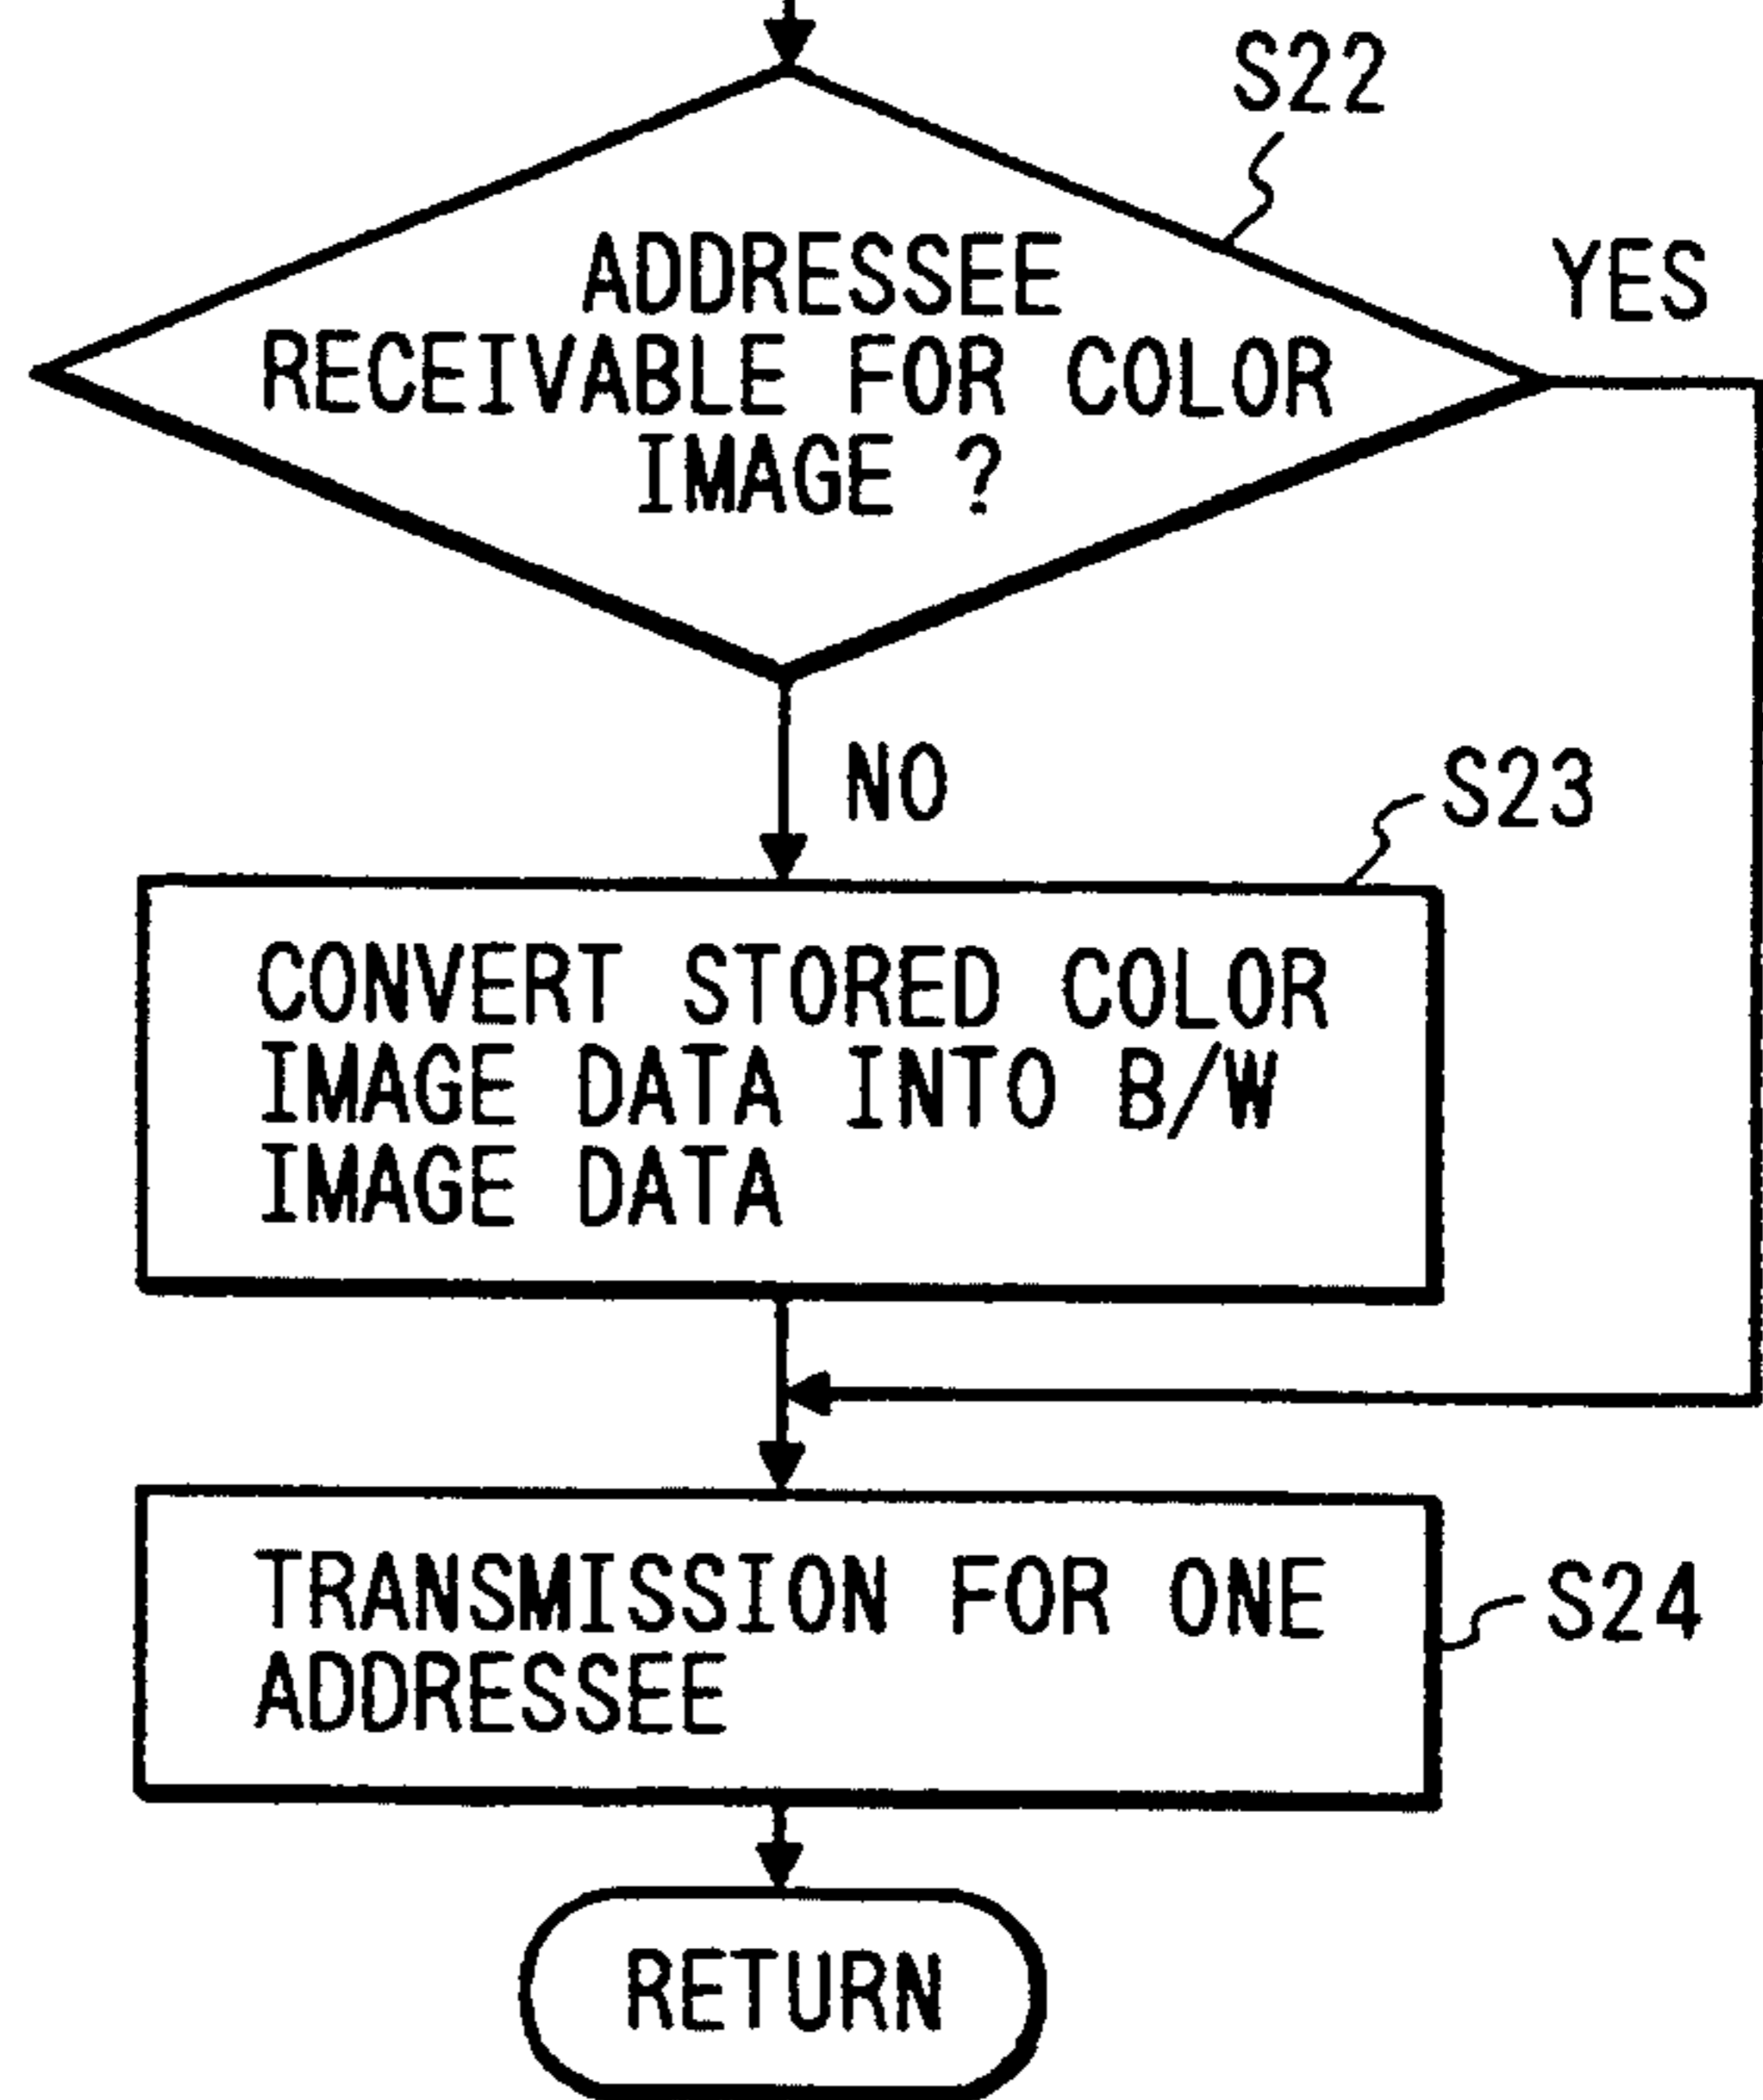 S22
ADDRESSEE
RECEIVABLE FOR COLOR
IMAGE ?
YES
NO
S23
CONVERT STORED COLOR
IMAGE DATA INTO B/W
IMAGE DATA
TRANSMISSION FOR ONE
ADDRESSEE
S24
RETURN